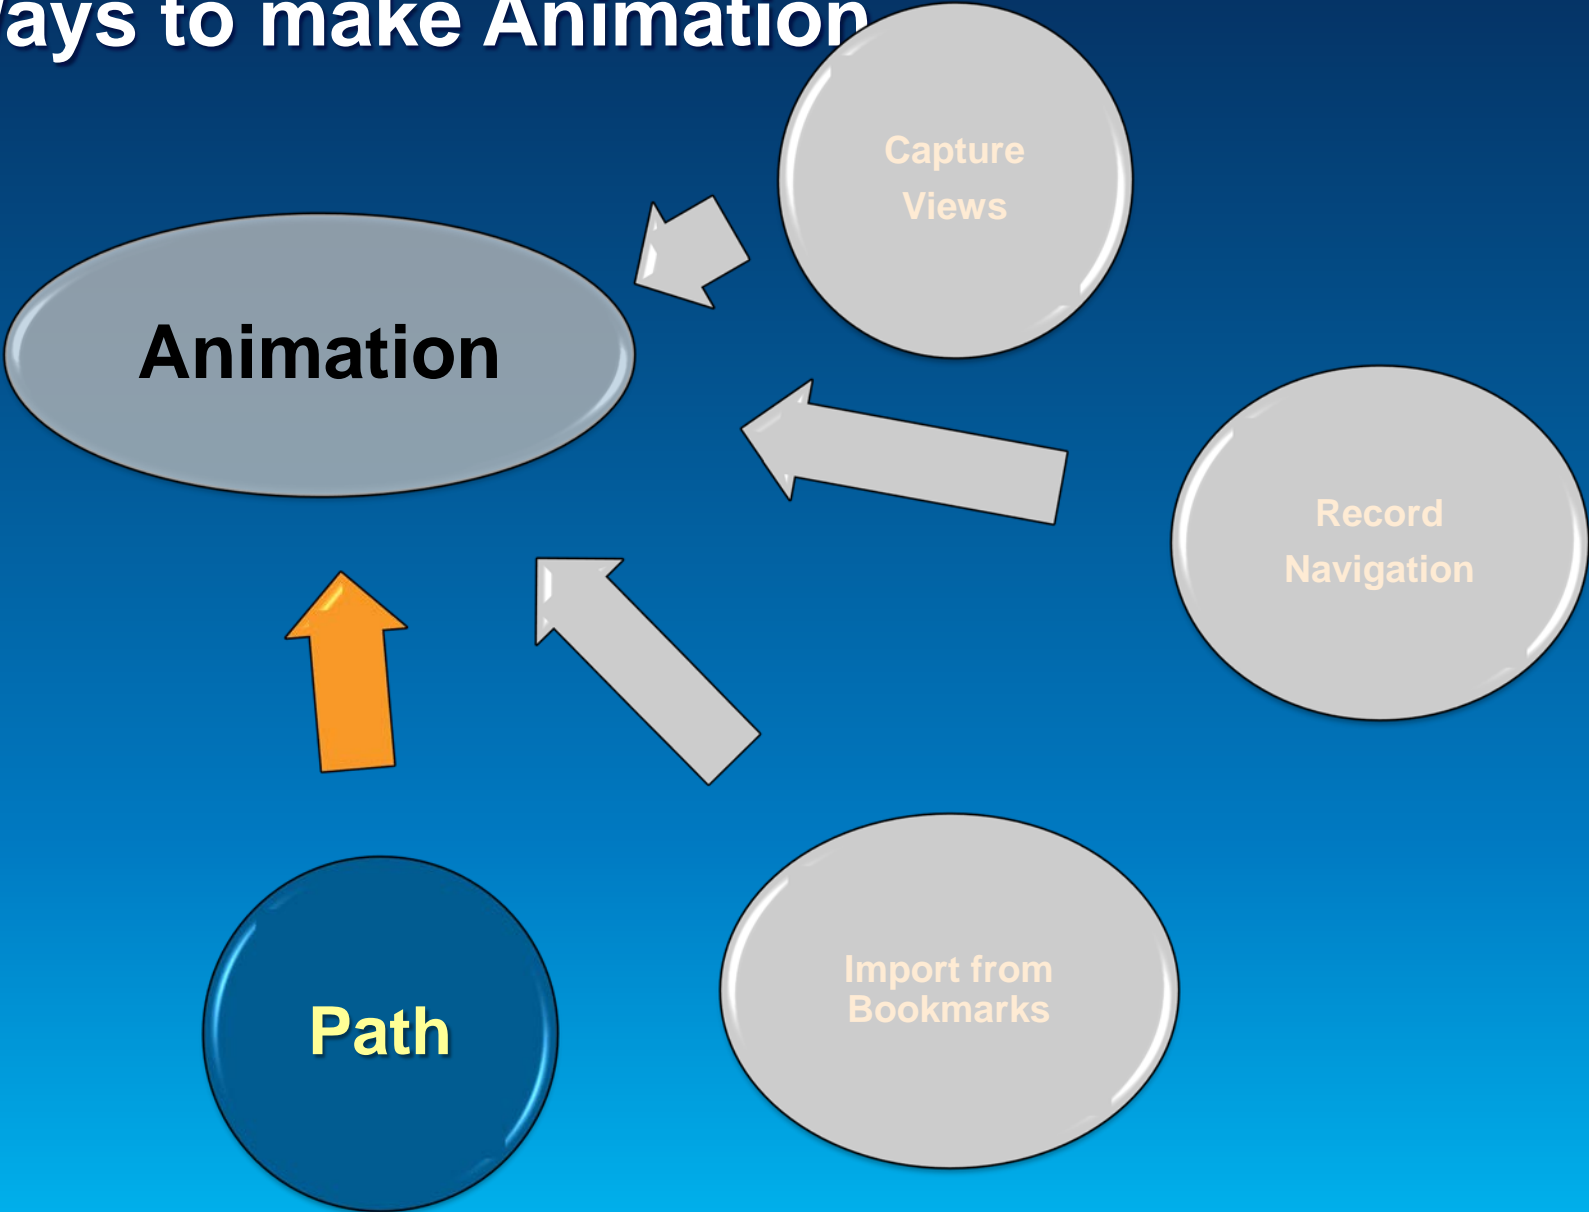 ays to make Animation
Capture
Views
Animation
Record
Navigation
Import from
Bookmarks
Path